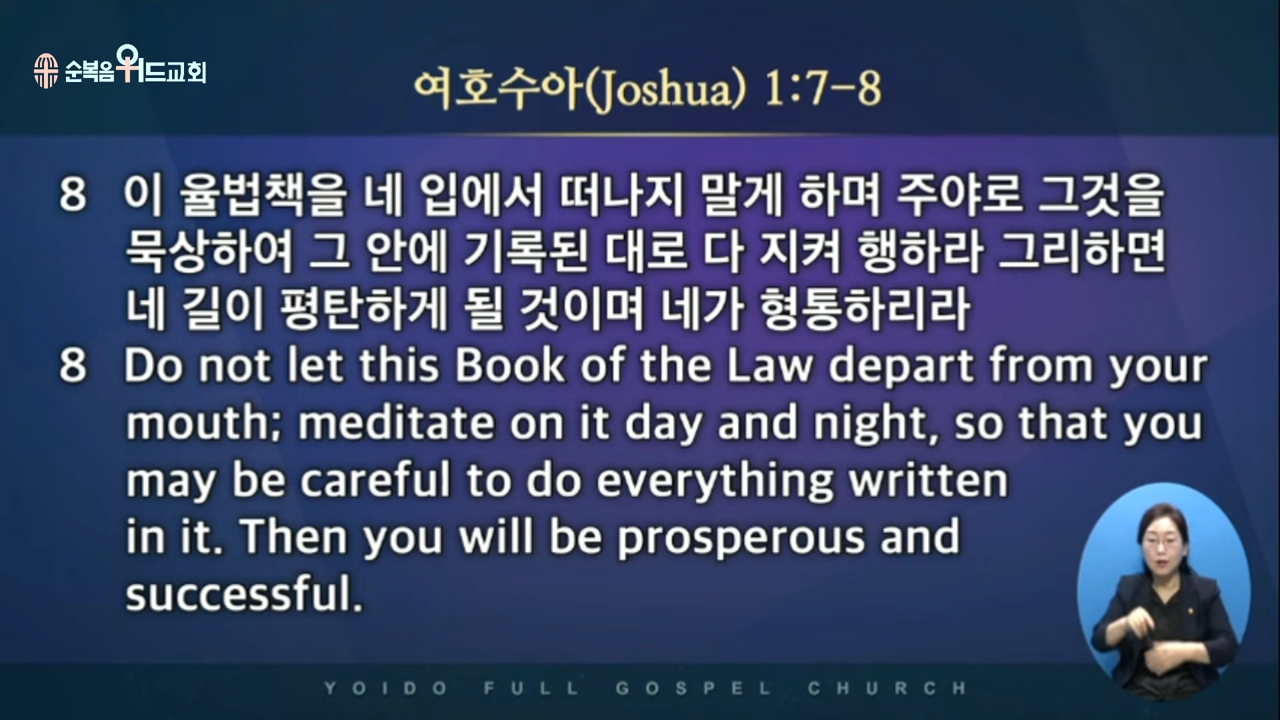 순복음위드교회
여호수아(Joshua) 1:7-8
8 이 율법책을 네 입에서 떠나지 말게 하며 주야로 그것을
묵상하여 그 안에 기록된 대로 다 지켜 행하라 그리하면
네 길이 평탄하게 될 것이며 네가 형통하리라
8 Do not let this Book of the Law depart from your
mouth; meditate on it day and night, so that you
may be careful to do everything written
in it. Then you will be prosperous and
successful.
YOIDO FULL GOSPEL CHURCH